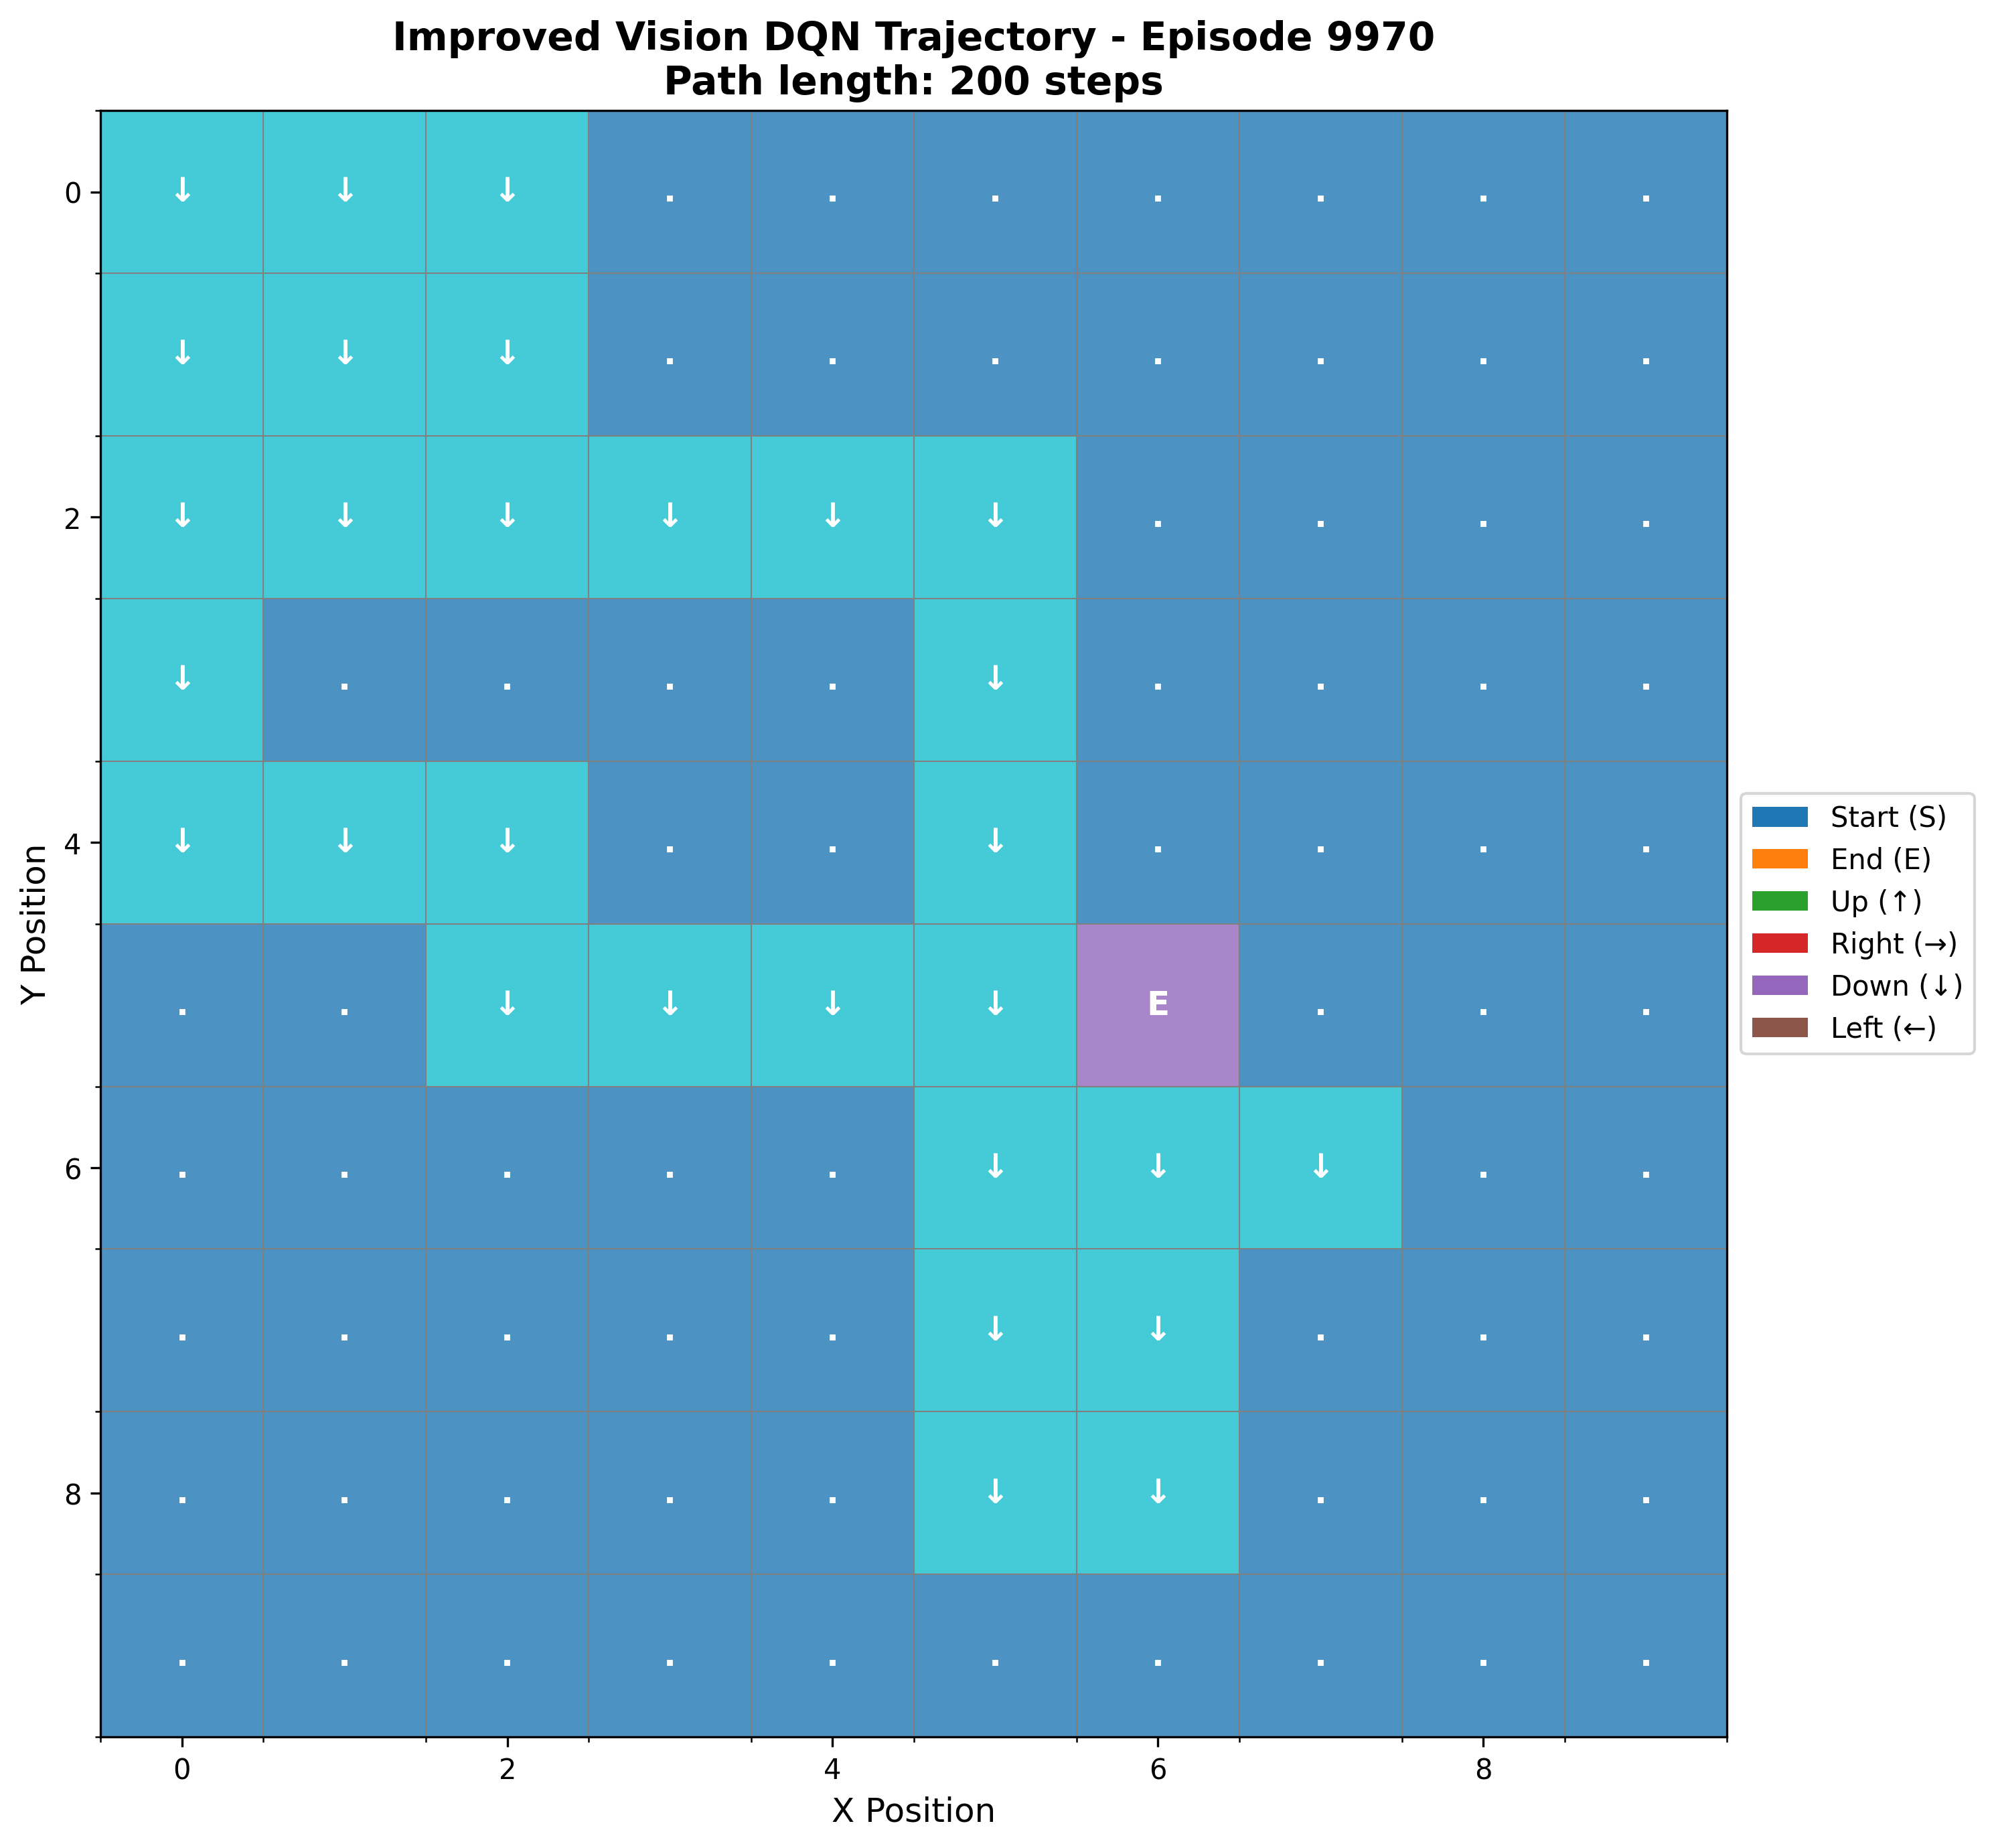 Improved Vision DQN Trajectory - Episode 9970
Path length: 200 steps
0 ↓ ↓ ↓ . . . . . . .
↓ ↓ ↓ . . . . . . .
2 ↓ ↓ ↓ ↓ ↓ ↓ . . . .
↓ . . . . ↓ . . . .
4 ↓ ↓ ↓ . . ↓ . . . .
. . ↓ ↓ ↓ ↓ E . . .
6 . . . . . ↓ ↓ ↓ . .
. . . . . ↓ ↓ . . .
8 . . . . . ↓ ↓ . . .
. . . . . . . . . .
0 2 4 6 8
X Position
Y Position
Start (S)
End (E)
Up (↑)
Right (→)
Down (↓)
Left (←)